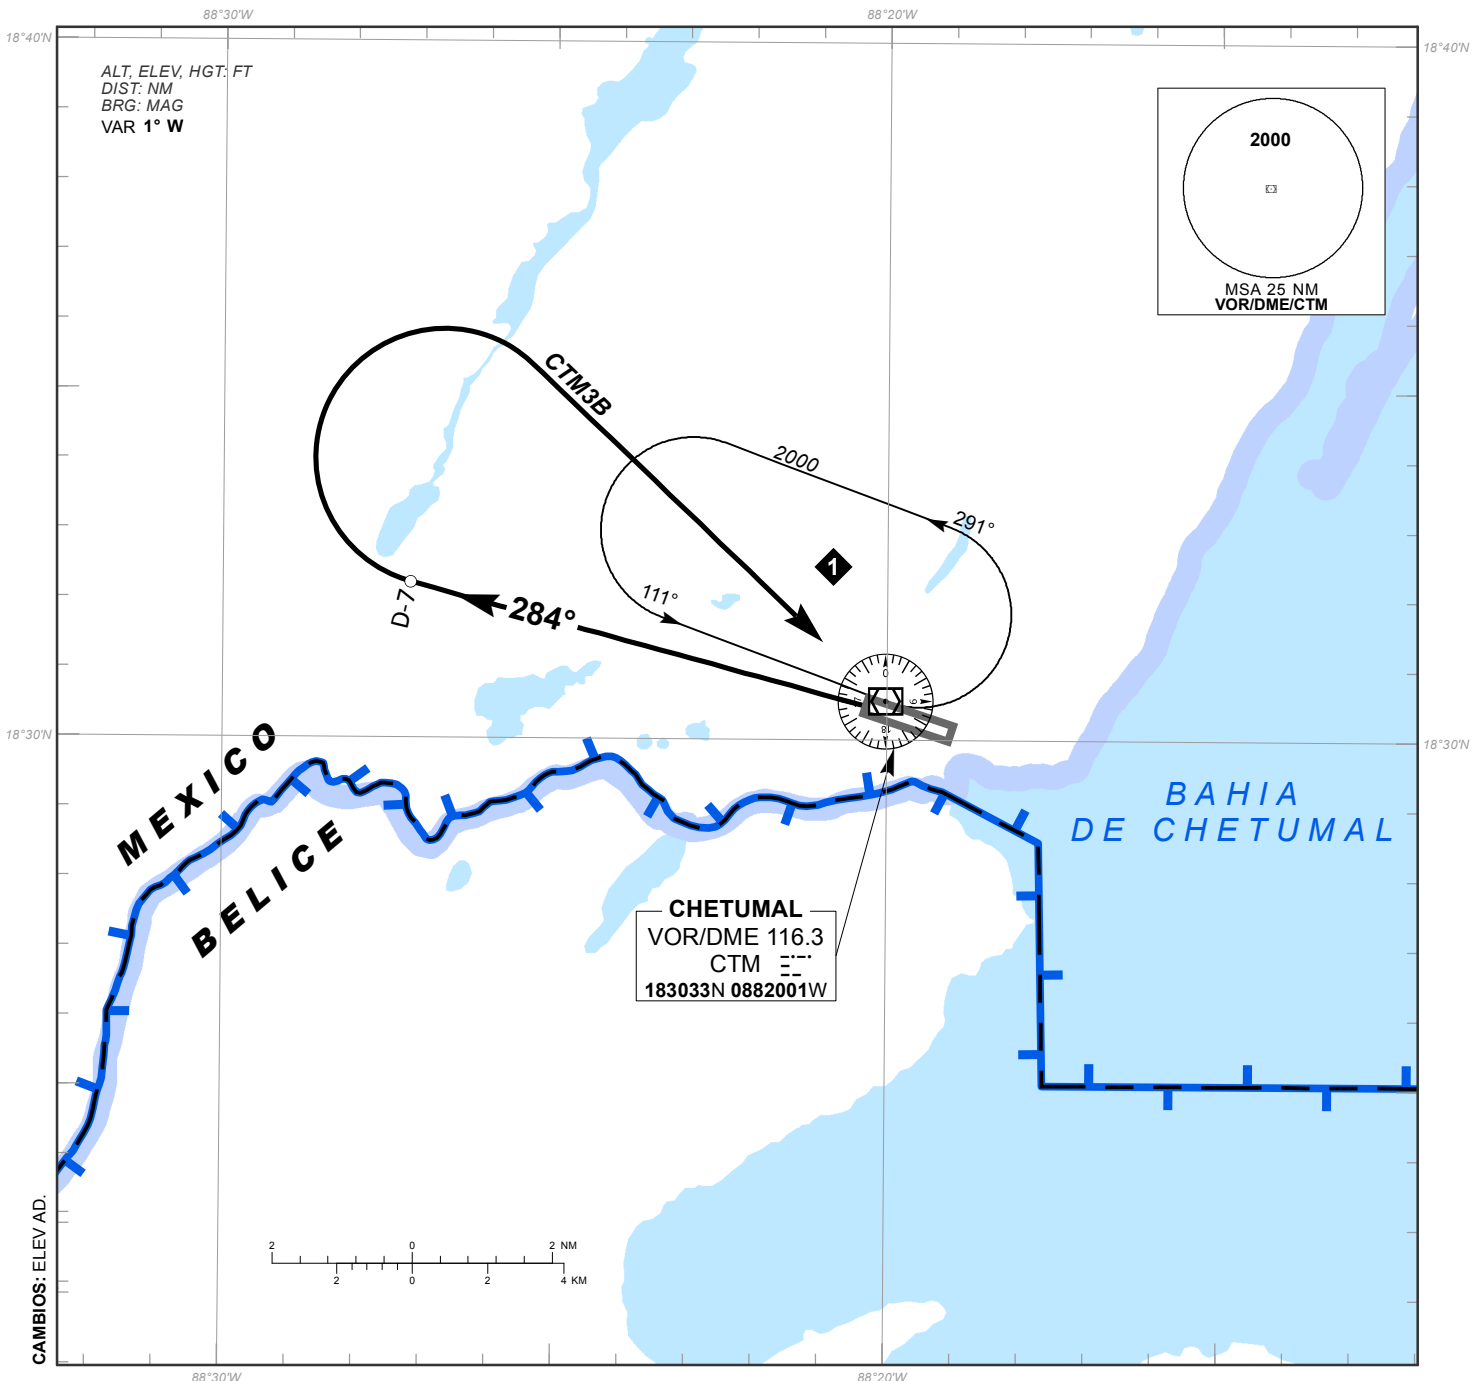 88°30'W
88°20'W
18°40'N
18°40'N
ALT, ELEV, HGT: FT
DIST: NM
BRG: MAG
VAR 1° W
2000
MSA 25 NM
VOR/DME/CTM
CTM3B
2000
291°
1
111°
284°
D-7
0
9
18
18°30'N
18°30'N
MEXICO
BELICE
BAHIA
DE CHETUMAL
CHETUMAL
VOR/DME 116.3
CTM
183033N 0882001W
CAMBIOS: ELEV AD.
2 0 2 NM
2 0 2 4 KM
88°30'W
88°20'W